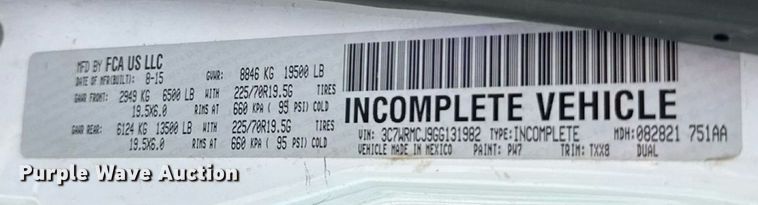 MFD BY FCA US LLC
DATE OF MFR(BUILT): 8-15 GVWR: 8846 KG 19500 LB
GAWR FRONT: 2949 KG 6500 LB WITH 225/70R19.5G TIRES
19.5X6.0 RIMS AT 660 KPA ( 95 PSI) COLD
GAWR REAR: 6124 KG 13500 LB WITH 225/70R19.5G TIRES
19.5X6.0 RIMS AT 660 KPA ( 95 PSI) COLD
INCOMPLETE VEHICLE
VIN: 3C7WRMCJ9GG131982 TYPE: INCOMPLETE MDH: 082821 751AA
VEHICLE MADE IN MEXICO PAINT: PW7 TRIM: TXX8 DUAL
Purple Wave Auction